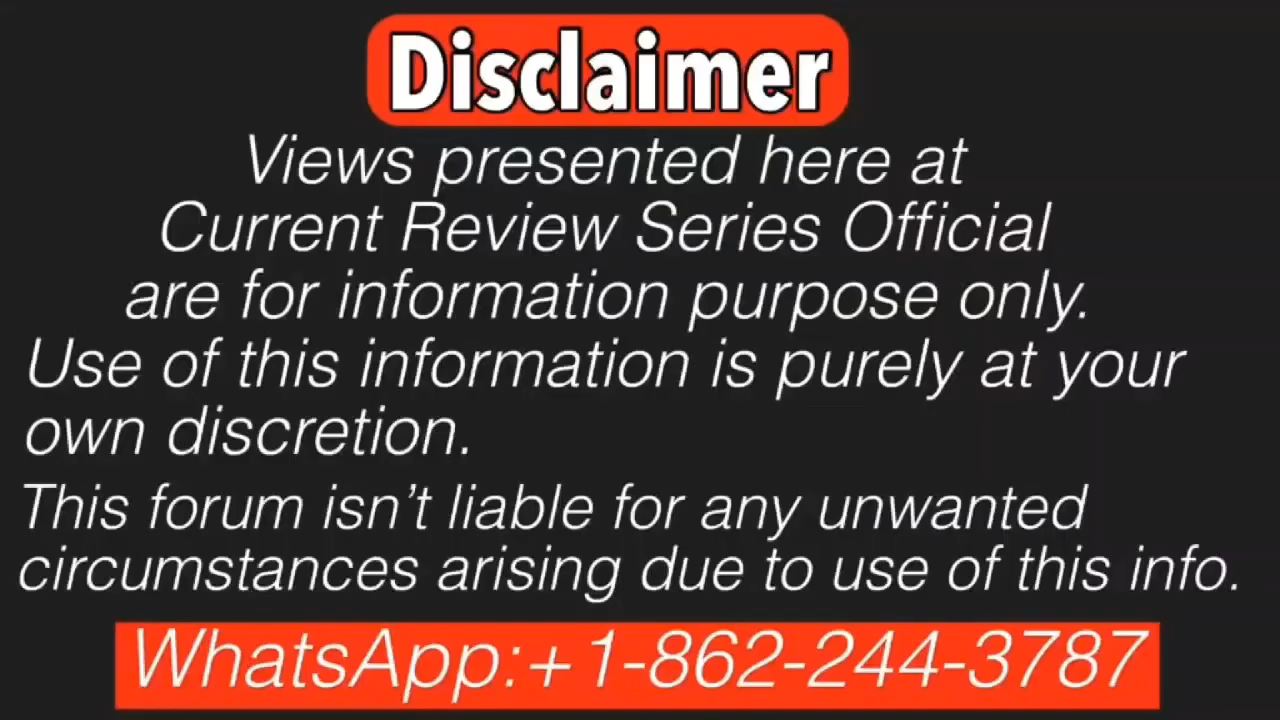 Disclaimer
Views presented here at
Current Review Series Official
are for information purpose only.
Use of this information is purely at your
own discretion.
This forum isn’t liable for any unwanted
circumstances arising due to use of this info.
WhatsApp:+1-862-244-3787